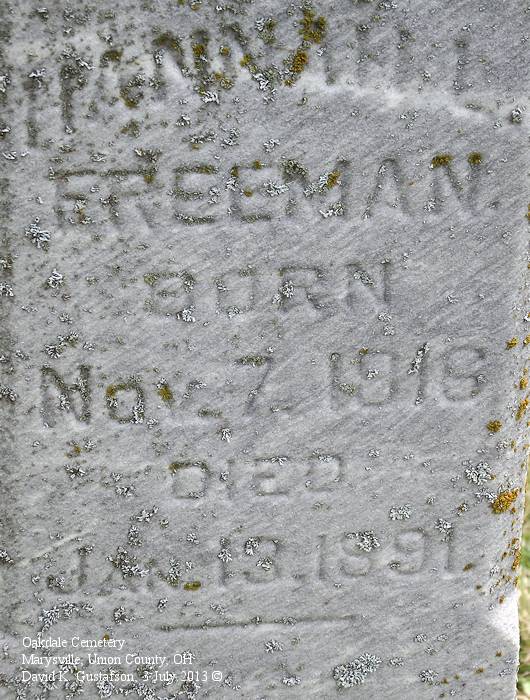 FREEMAN.
BORN
NOV. 7, 1818
DIED
JAN. 13, 1891
Oakdale Cemetery
Marysville, Union County, OH
David K. Gustafson, 3 July 2013 ©